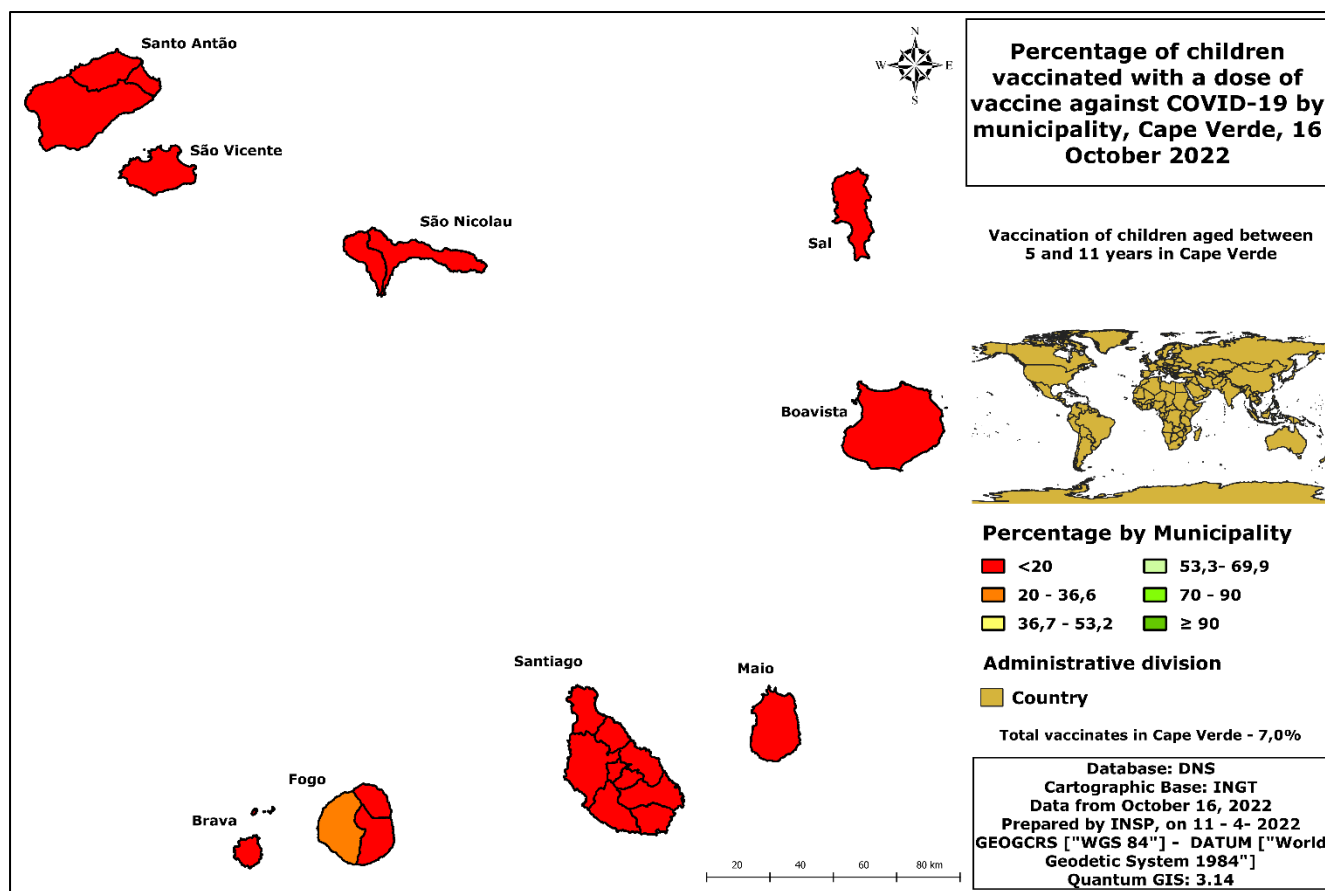 Santo Antão
São Vicente
São Nicolau
Sal
Boavista
Santiago
Maio
Fogo
Brava
N
W
E
S
Percentage of children
vaccinated with a dose of
vaccine against COVID-19 by
municipality, Cape Verde, 16
October 2022
Vaccination of children aged between
5 and 11 years in Cape Verde
Percentage by Municipality
<20
20 - 36,6
36,7 - 53,2
53,3- 69,9
70 - 90
≥ 90
Administrative division
Country
Total vaccinates in Cape Verde - 7,0%
Database: DNS
Cartographic Base: INGT
Data from October 16, 2022
Prepared by INSP, on 11 - 4- 2022
GEOGCRS ["WGS 84"] - DATUM ["World
Geodetic System 1984"]
Quantum GIS: 3.14
20 40 60 80 km